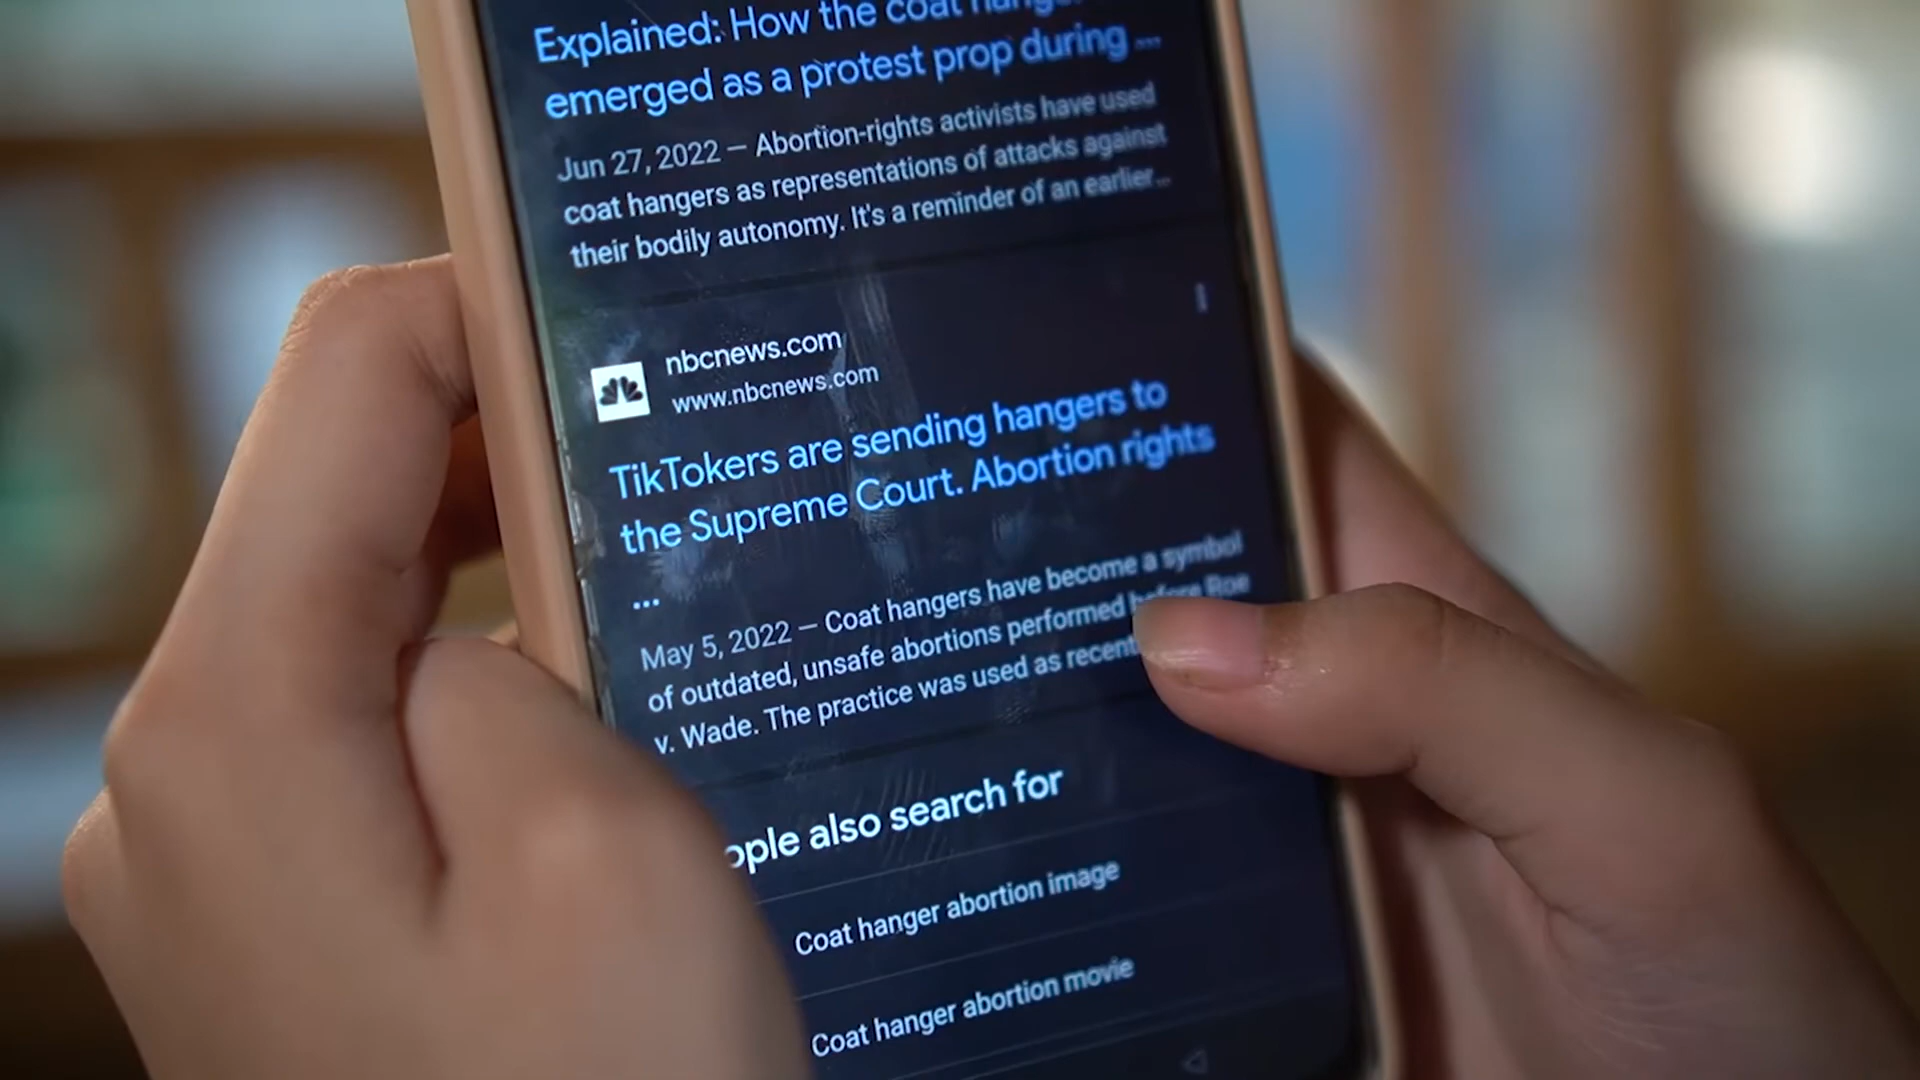 Explained: How the coat
emerged as a protest prop during ...
Jun 27, 2022 — Abortion-rights activists have used
coat hangers as representations of attacks against
their bodily autonomy. It's a reminder of an earlier...
nbcnews.com
www.nbcnews.com
TikTokers are sending hangers to
the Supreme Court. Abortion rights
...
May 5, 2022 — Coat hangers have become a symbol
of outdated, unsafe abortions performed before Roe
v. Wade. The practice was used as recent
ople also search for
Coat hanger abortion image
Coat hanger abortion movie